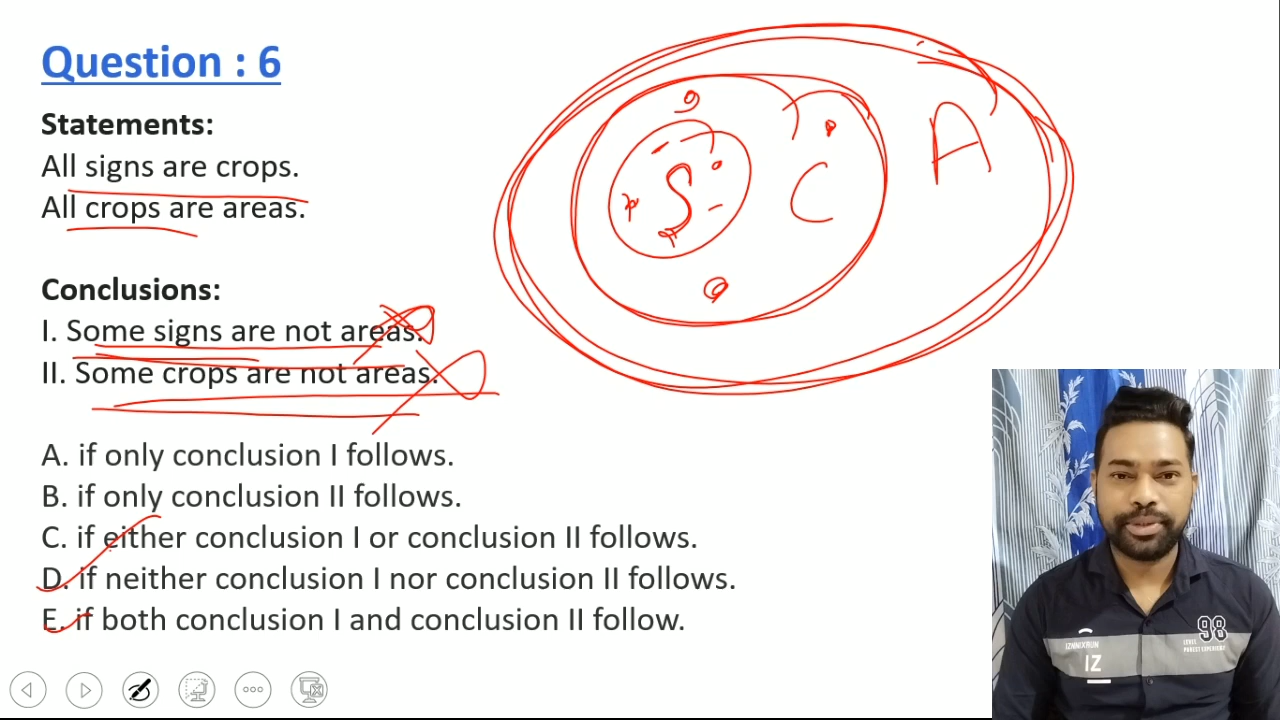 Question : 6
Statements:
All signs are crops.
All crops are areas.
Conclusions:
I. Some signs are not areas.
II. Some crops are not areas.
A. if only conclusion I follows.
B. if only conclusion II follows.
C. if either conclusion I or conclusion II follows.
D. if neither conclusion I nor conclusion II follows.
E. if both conclusion I and conclusion II follow.
S
C
A
98
IZ